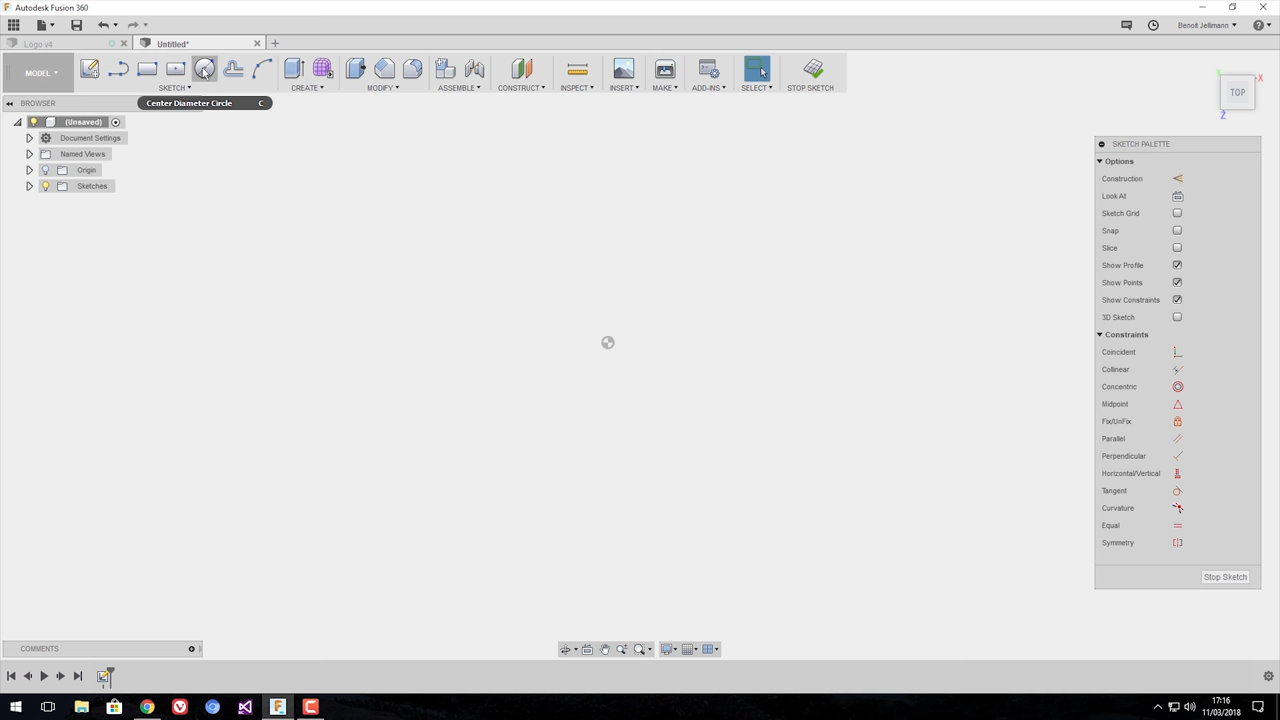 Autodesk Fusion 360
Benoit Jellimann
Logo v4
Untitled*
MODEL
SKETCH
CREATE
MODIFY
ASSEMBLE
CONSTRUCT
INSPECT
INSERT
MAKE
ADD-INS
SELECT
STOP SKETCH
BROWSER
Center Diameter Circle C
(Unsaved)
Document Settings
Named Views
Origin
Sketches
TOP
X
Z
SKETCH PALETTE
Options
Construction
Look At
Sketch Grid
Snap
Slice
Show Profile
Show Points
Show Constraints
3D Sketch
Constraints
Coincident
Collinear
Concentric
Midpoint
Fix/UnFix
Parallel
Perpendicular
Horizontal/Vertical
Tangent
Curvature
Equal
Symmetry
Stop Sketch
COMMENTS
17:16
11/03/2018